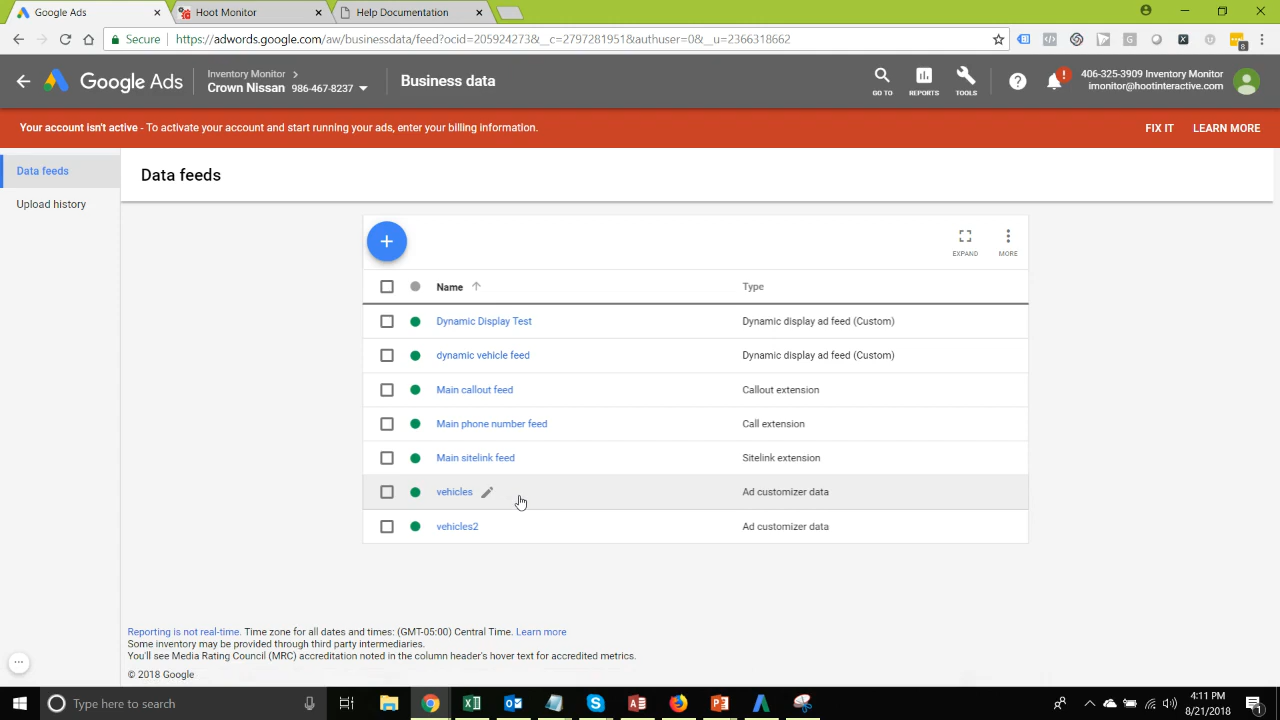 Google Ads
Hoot Monitor
Help Documentation
Secure
https://adwords.google.com/aw/businessdata/feed?ocid=205924273&__c=2797281951&authuser=0&__u=2366318662
8
Google Ads
Inventory Monitor
Crown Nissan 986-467-8237
Business data
GO TO
REPORTS
TOOLS
406-325-3909 Inventory Monitor
imonitor@hootinteractive.com
Your account isn't active - To activate your account and start running your ads, enter your billing information.
FIX IT
LEARN MORE
Data feeds
Upload history
Data feeds
EXPAND
MORE
Name Type
Dynamic Display Test Dynamic display ad feed (Custom)
dynamic vehicle feed Dynamic display ad feed (Custom)
Main callout feed Callout extension
Main phone number feed Call extension
Main sitelink feed Sitelink extension
vehicles Ad customizer data
vehicles2 Ad customizer data
Reporting is not real-time. Time zone for all dates and times: (GMT-05:00) Central Time. Learn more
Some inventory may be provided through third party intermediaries.
You'll see Media Rating Council (MRC) accreditation noted in the column header's hover text for accredited metrics.
© 2018 Google
Type here to search
4:11 PM
8/21/2018
1